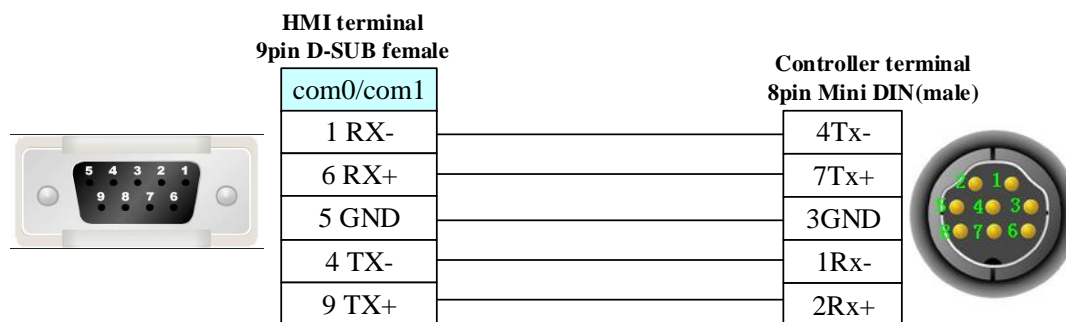 HMI terminal
9pin D-SUB female
com0/com1
1 RX-
6 RX+
5 GND
4 TX-
9 TX+
5 4 3 2 1
9 8 7 6
Controller terminal
8pin Mini DIN(male)
4Tx-
7Tx+
3GND
1Rx-
2Rx+
2 1
5 4 3
8 7 6